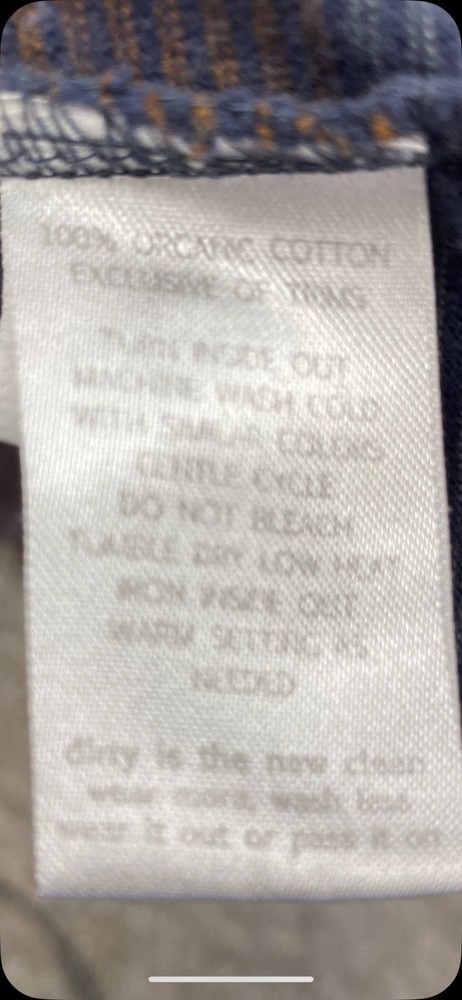 100% ORGANIC COTTON
EXCLUSIVE OF TRIMS
TURN INSIDE OUT
MACHINE WASH COLD
WITH SIMILAR COLORS
GENTLE CYCLE
DO NOT BLEACH
TUMBLE DRY LOW HEAT
IRON INSIDE OUT
WARM SETTING AS
NEEDED
dirty is the new clean
wear more, wash less
wear it out or pass it on